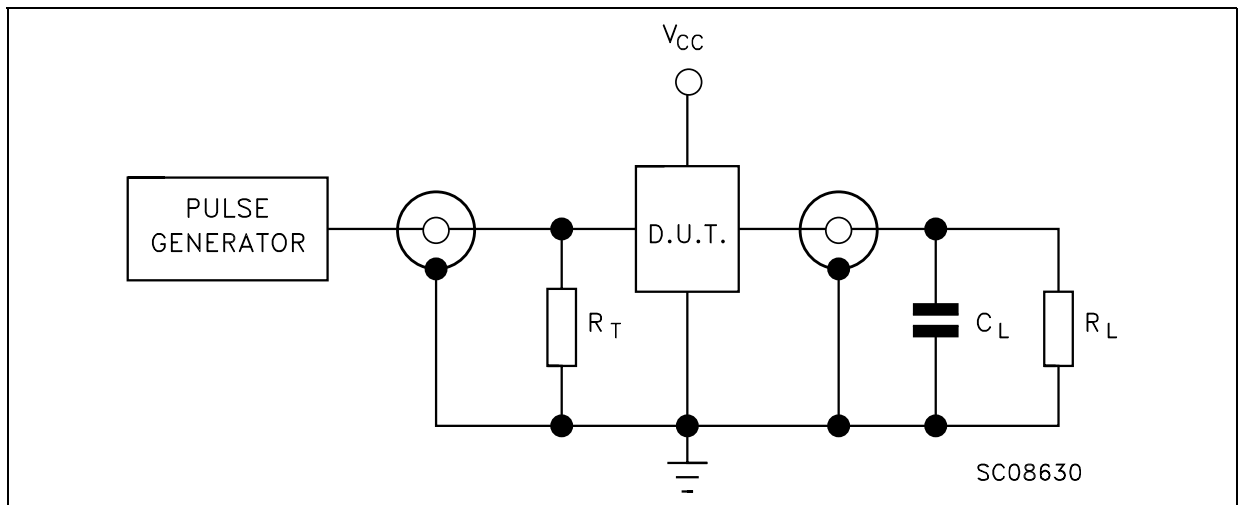 VCC
PULSE
GENERATOR
D.U.T.
RT
CL
RL
SC08630